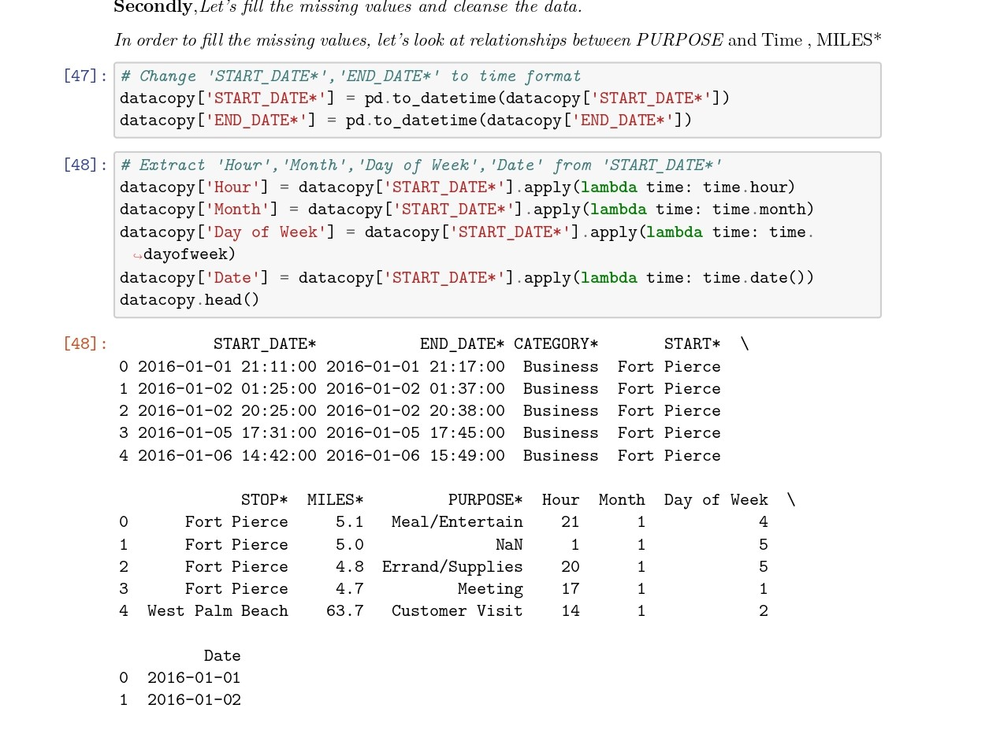 Secondly,Let's fill the missing values and cleanse the data.
In order to fill the missing values, let's look at relationships between PURPOSE and Time , MILES*
[47]: # Change 'START_DATE*','END_DATE*' to time format
datacopy['START_DATE*'] = pd.to_datetime(datacopy['START_DATE*'])
datacopy['END_DATE*'] = pd.to_datetime(datacopy['END_DATE*'])
[48]: # Extract 'Hour','Month','Day of Week','Date' from 'START_DATE*'
datacopy['Hour'] = datacopy['START_DATE*'].apply(lambda time: time.hour)
datacopy['Month'] = datacopy['START_DATE*'].apply(lambda time: time.month)
datacopy['Day of Week'] = datacopy['START_DATE*'].apply(lambda time: time.
↪dayofweek)
datacopy['Date'] = datacopy['START_DATE*'].apply(lambda time: time.date())
datacopy.head()
[48]:           START_DATE*           END_DATE* CATEGORY*       START*  \
0 2016-01-01 21:11:00 2016-01-01 21:17:00  Business  Fort Pierce
1 2016-01-02 01:25:00 2016-01-02 01:37:00  Business  Fort Pierce
2 2016-01-02 20:25:00 2016-01-02 20:38:00  Business  Fort Pierce
3 2016-01-05 17:31:00 2016-01-05 17:45:00  Business  Fort Pierce
4 2016-01-06 14:42:00 2016-01-06 15:49:00  Business  Fort Pierce
             STOP*  MILES*         PURPOSE*  Hour  Month  Day of Week  \
0      Fort Pierce     5.1   Meal/Entertain    21      1            4
1      Fort Pierce     5.0              NaN     1      1            5
2      Fort Pierce     4.8  Errand/Supplies    20      1            5
3      Fort Pierce     4.7          Meeting    17      1            1
4  West Palm Beach    63.7   Customer Visit    14      1            2
         Date
0  2016-01-01
1  2016-01-02